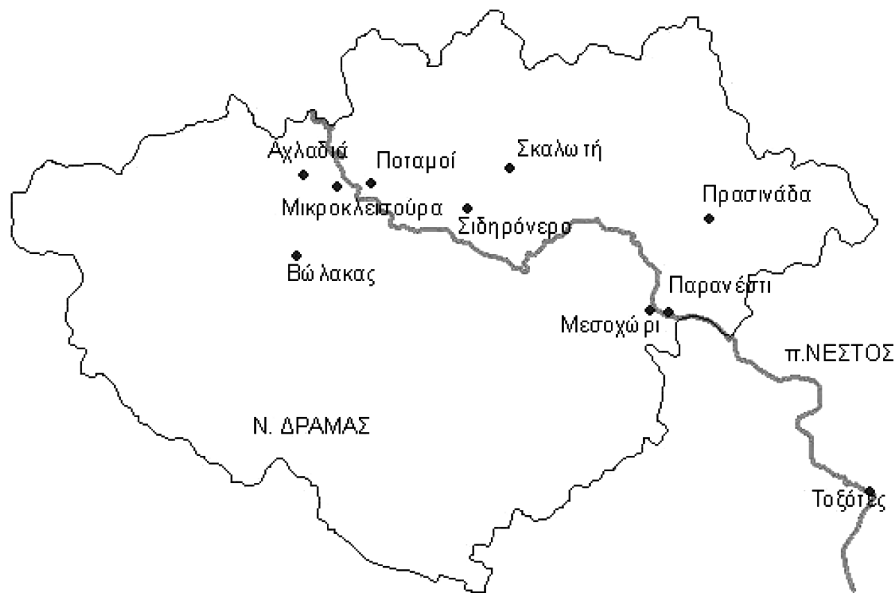 Αχλαδιά
Ποταμοί
Σκαλωτή
Μικροκλεισούρα
Σιδηρόνερο
Πρασινάδα
Βώλακας
Παρανέστι
Μεσοχώρι
π.ΝΕΣΤΟΣ
Ν. ΔΡΑΜΑΣ
Τοξότες